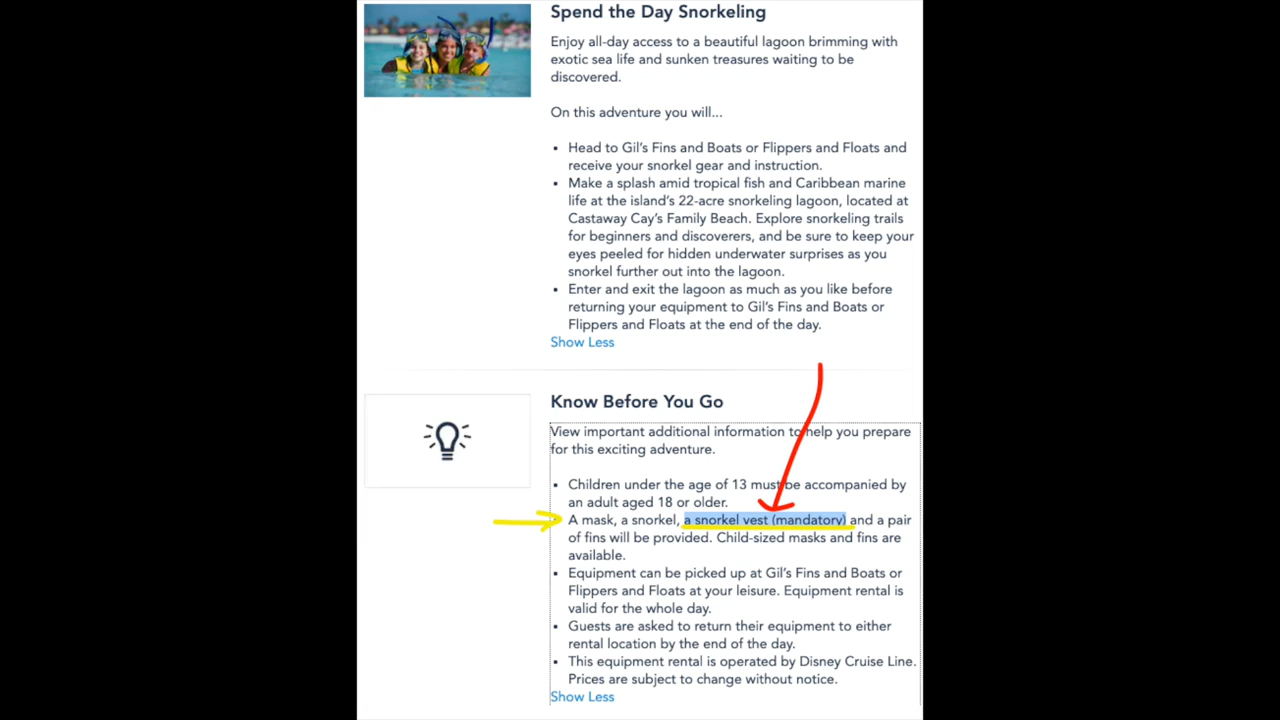 Spend the Day Snorkeling
Enjoy all-day access to a beautiful lagoon brimming with
exotic sea life and sunken treasures waiting to be
discovered.
On this adventure you will...
• Head to Gil's Fins and Boats or Flippers and Floats and
receive your snorkel gear and instruction.
• Make a splash amid tropical fish and Caribbean marine
life at the island's 22-acre snorkeling lagoon, located at
Castaway Cay's Family Beach. Explore snorkeling trails
for beginners and discoverers, and be sure to keep your
eyes peeled for hidden underwater surprises as you
snorkel further out into the lagoon.
• Enter and exit the lagoon as much as you like before
returning your equipment to Gil's Fins and Boats or
Flippers and Floats at the end of the day.
Show Less
Know Before You Go
View important additional information to help you prepare
for this exciting adventure.
• Children under the age of 13 must be accompanied by
an adult aged 18 or older.
• A mask, a snorkel, a snorkel vest (mandatory) and a pair
of fins will be provided. Child-sized masks and fins are
available.
• Equipment can be picked up at Gil's Fins and Boats or
Flippers and Floats at your leisure. Equipment rental is
valid for the whole day.
• Guests are asked to return their equipment to either
rental location by the end of the day.
• This equipment rental is operated by Disney Cruise Line.
Prices are subject to change without notice.
Show Less